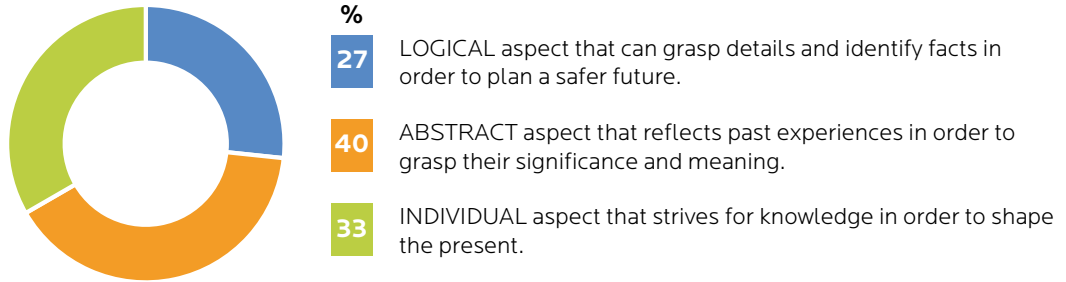 %
27
LOGICAL aspect that can grasp details and identify facts in
order to plan a safer future.
40
ABSTRACT aspect that reflects past experiences in order to
grasp their significance and meaning.
33
INDIVIDUAL aspect that strives for knowledge in order to shape
the present.